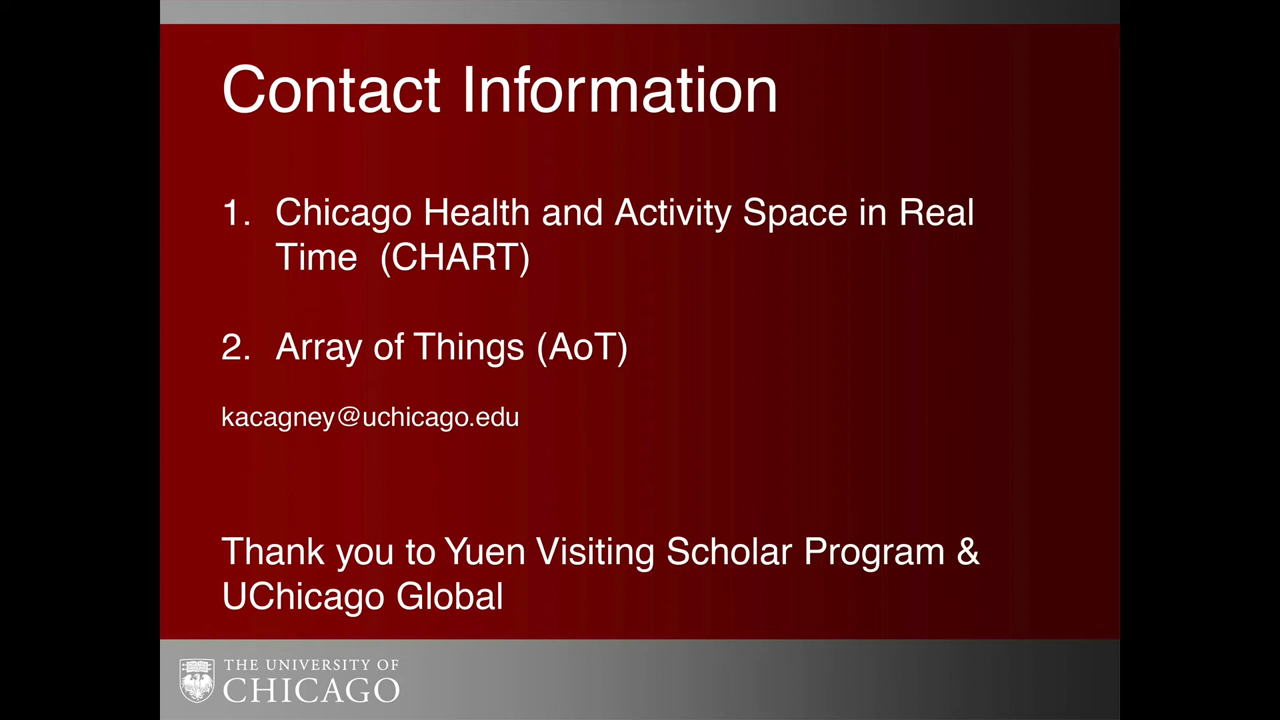 Contact Information
1. Chicago Health and Activity Space in Real
Time (CHART)
2. Array of Things (AoT)
kacagney@uchicago.edu
Thank you to Yuen Visiting Scholar Program &
UChicago Global
THE UNIVERSITY OF
CHICAGO